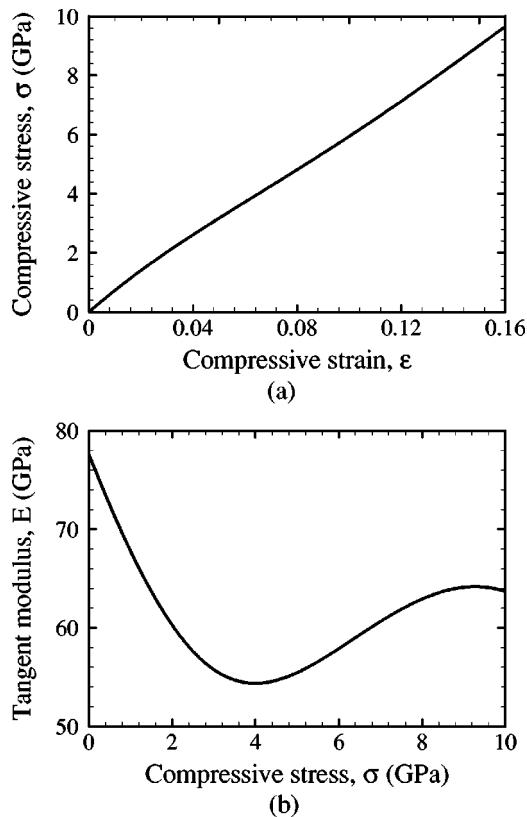 10
8
6
4
2
0
Compressive stress, σ (GPa)
0 0.04 0.08 0.12 0.16
Compressive strain, ε
(a)
80
70
60
50
Tangent modulus, E (GPa)
0 2 4 6 8 10
Compressive stress, σ (GPa)
(b)